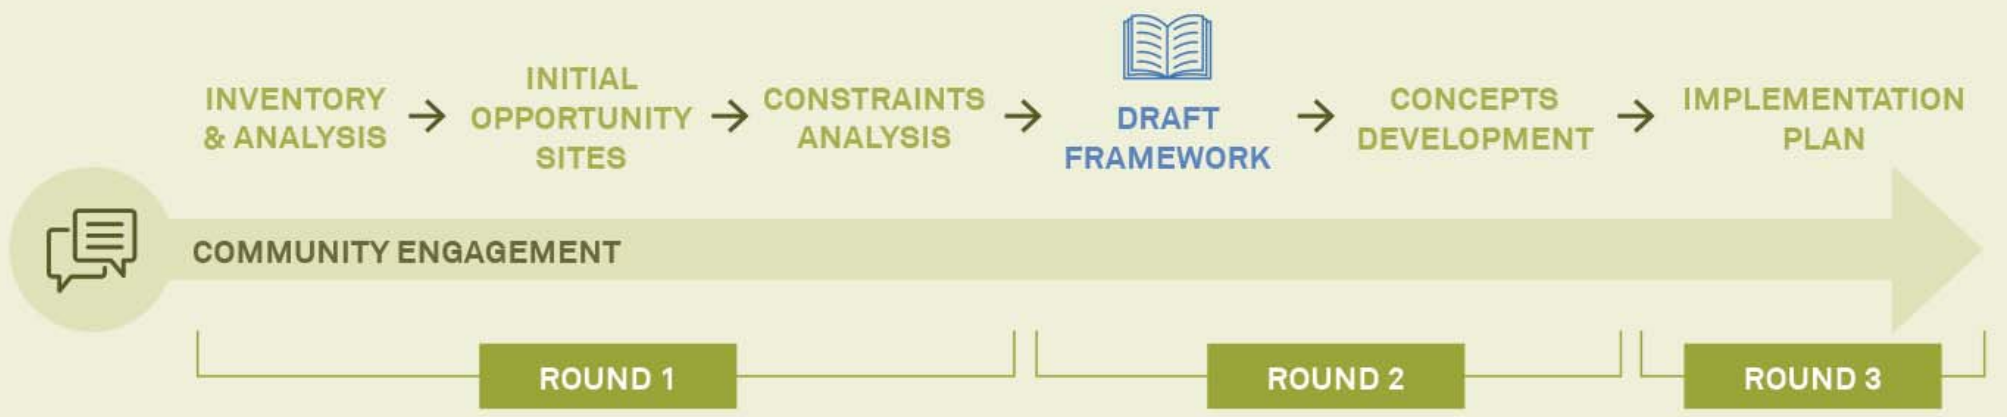 INVENTORY
& ANALYSIS
INITIAL
OPPORTUNITY
SITES
CONSTRAINTS
ANALYSIS
DRAFT
FRAMEWORK
CONCEPTS
DEVELOPMENT
IMPLEMENTATION
PLAN
COMMUNITY ENGAGEMENT
ROUND 1
ROUND 2
ROUND 3